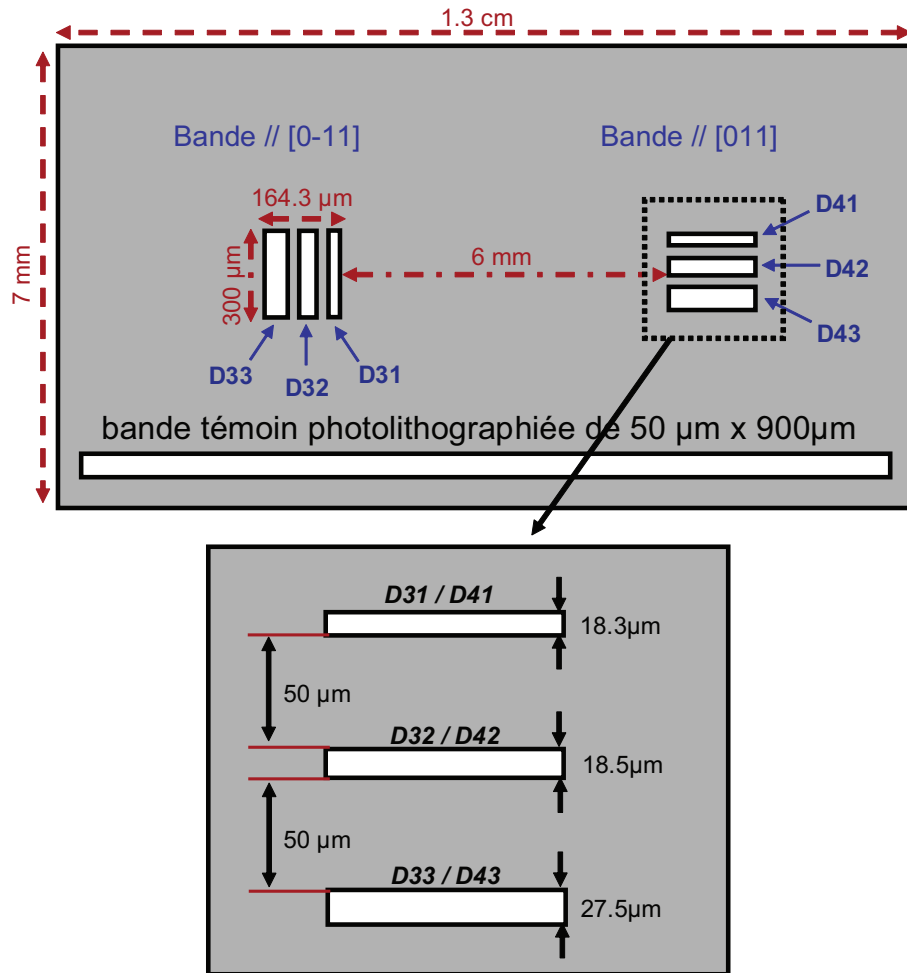 1.3 cm
Bande // [0-11]
Bande // [011]
164.3 µm
D41
7 mm
300 µm
6 mm
D42
D43
D33
D32
D31
bande témoin photolithographiée de 50 µm x 900µm
D31 / D41
18.3µm
50 µm
D32 / D42
18.5µm
50 µm
D33 / D43
27.5µm